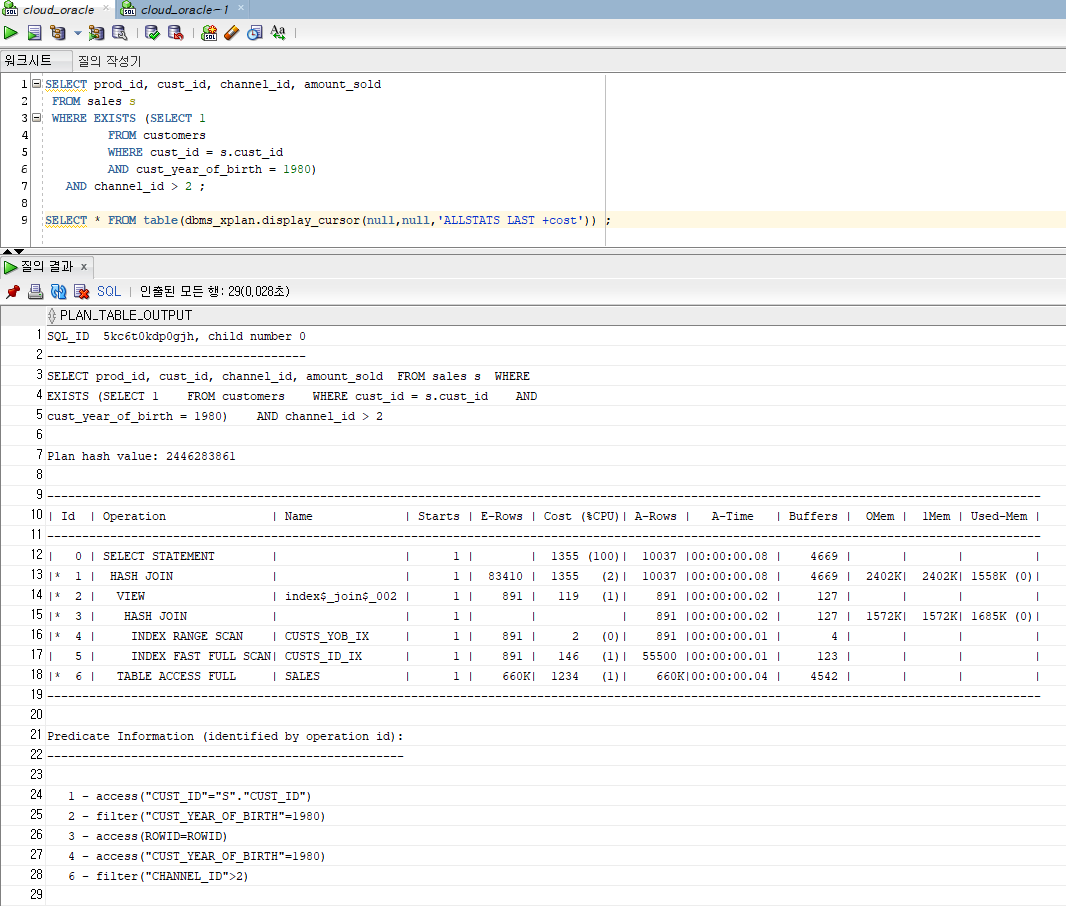 cloud_oracle × cloud_oracle~1 ×
워크시트 질의 작성기
1 SELECT prod_id, cust_id, channel_id, amount_sold
2 FROM sales s
3 WHERE EXISTS (SELECT 1
4 FROM customers
5 WHERE cust_id = s.cust_id
6 AND cust_year_of_birth = 1980)
7 AND channel_id > 2 ;
8
9 SELECT * FROM table(dbms_xplan.display_cursor(null,null,'ALLSTATS LAST +cost')) ;
질의 결과 x
SQL | 인출된 모든 행: 29(0,028초)
PLAN_TABLE_OUTPUT
1 SQL_ID  5kc6t0kdp0gjh, child number 0
2 -------------------------------------
3 SELECT prod_id, cust_id, channel_id, amount_sold  FROM sales s  WHERE
4 EXISTS (SELECT 1    FROM customers    WHERE cust_id = s.cust_id    AND
5 cust_year_of_birth = 1980)    AND channel_id > 2
6
7 Plan hash value: 2446283861
8
9 ----------------------------------------------------------------------------------------------------------------------------------------------
10 | Id  | Operation               | Name              | Starts | E-Rows | Cost (%CPU)| A-Rows |   A-Time   | Buffers |  OMem |  1Mem | Used-Mem |
11 ----------------------------------------------------------------------------------------------------------------------------------------------
12 |   0 | SELECT STATEMENT        |                   |      1 |        |  1355 (100)|  10037 |00:00:00.08 |    4669 |       |       |          |
13 |*  1 |  HASH JOIN              |                   |      1 |  83410 |  1355   (2)|  10037 |00:00:00.08 |    4669 |  2402K|  2402K| 1558K (0)|
14 |*  2 |   VIEW                  | index$_join$_002  |      1 |    891 |   119   (1)|    891 |00:00:00.02 |     127 |       |       |          |
15 |*  3 |    HASH JOIN            |                   |      1 |        |            |    891 |00:00:00.02 |     127 |  1572K|  1572K| 1685K (0)|
16 |*  4 |     INDEX RANGE SCAN    | CUSTS_YOB_IX      |      1 |    891 |     2   (0)|    891 |00:00:00.01 |       4 |       |       |          |
17 |   5 |     INDEX FAST FULL SCAN| CUSTS_ID_IX       |      1 |    891 |   146   (1)|  55500 |00:00:00.01 |     123 |       |       |          |
18 |*  6 |   TABLE ACCESS FULL     | SALES             |      1 |    660K|  1234   (1)|    660K|00:00:00.04 |    4542 |       |       |          |
19 ----------------------------------------------------------------------------------------------------------------------------------------------
20
21 Predicate Information (identified by operation id):
22 ---------------------------------------------------
23
24    1 - access("CUST_ID"="S"."CUST_ID")
25    2 - filter("CUST_YEAR_OF_BIRTH"=1980)
26    3 - access(ROWID=ROWID)
27    4 - access("CUST_YEAR_OF_BIRTH"=1980)
28    6 - filter("CHANNEL_ID">2)
29